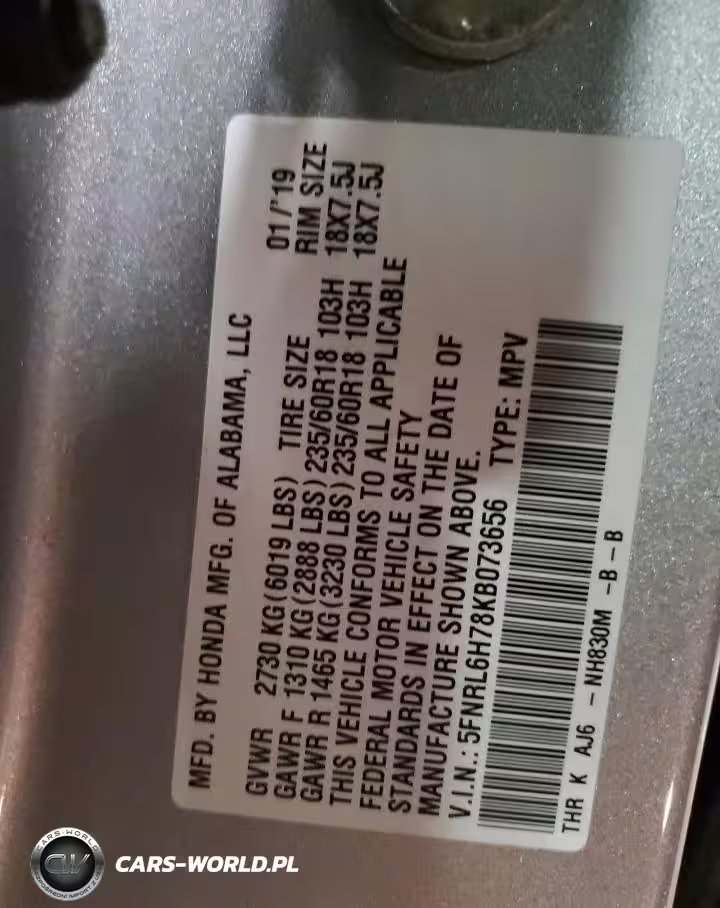 MFD. BY HONDA MFG. OF ALABAMA, LLC 01/'19
GVWR 2730 KG(6019 LBS) TIRE SIZE RIM SIZE
GAWR F 1310 KG(2888 LBS) 235/60R18 103H 18X7.5J
GAWR R 1465 KG(3230 LBS) 235/60R18 103H 18X7.5J
THIS VEHICLE CONFORMS TO ALL APPLICABLE
FEDERAL MOTOR VEHICLE SAFETY
STANDARDS IN EFFECT ON THE DATE OF
MANUFACTURE SHOWN ABOVE.
V.I.N.: 5FNRL6H78KB073656 TYPE: MPV
THR K AJ6 - NH830M -B - B
CARS-WORLD
CW
CARS-WORLD.PL